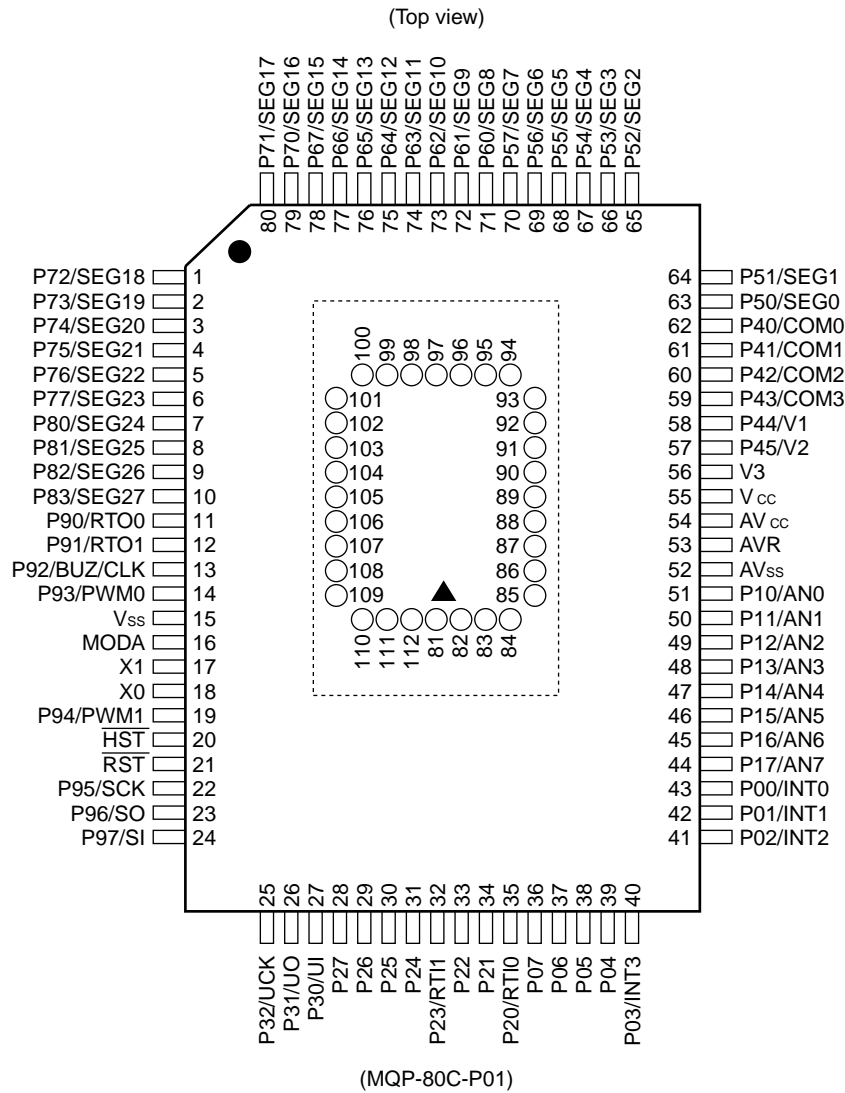 (Top view)
P71/SEG17
P70/SEG16
P67/SEG15
P66/SEG14
P65/SEG13
P64/SEG12
P63/SEG11
P62/SEG10
P61/SEG9
P60/SEG8
P57/SEG7
P56/SEG6
P55/SEG5
P54/SEG4
P53/SEG3
P52/SEG2
80
79
78
77
76
75
74
73
72
71
70
69
68
67
66
65
P72/SEG18 1
P73/SEG19 2
P74/SEG20 3
P75/SEG21 4
P76/SEG22 5
P77/SEG23 6
P80/SEG24 7
P81/SEG25 8
P82/SEG26 9
P83/SEG27 10
P90/RTO0 11
P91/RTO1 12
P92/BUZ/CLK 13
P93/PWM0 14
Vss 15
MODA 16
X1 17
X0 18
P94/PWM1 19
HST 20
RST 21
P95/SCK 22
P96/SO 23
P97/SI 24
100
99
98
97
96
95
94
101
102
103
104
105
106
107
108
109
93
92
91
90
89
88
87
86
85
110
111
112
81
82
83
84
64 P51/SEG1
63 P50/SEG0
62 P40/COM0
61 P41/COM1
60 P42/COM2
59 P43/COM3
58 P44/V1
57 P45/V2
56 V3
55 Vcc
54 AVcc
53 AVR
52 AVss
51 P10/AN0
50 P11/AN1
49 P12/AN2
48 P13/AN3
47 P14/AN4
46 P15/AN5
45 P16/AN6
44 P17/AN7
43 P00/INT0
42 P01/INT1
41 P02/INT2
25
26
27
28
29
30
31
32
33
34
35
36
37
38
39
40
P32/UCK
P31/UO
P30/UI
P27
P26
P25
P24
P23/RTI1
P22
P21
P20/RTI0
P07
P06
P05
P04
P03/INT3
(MQP-80C-P01)